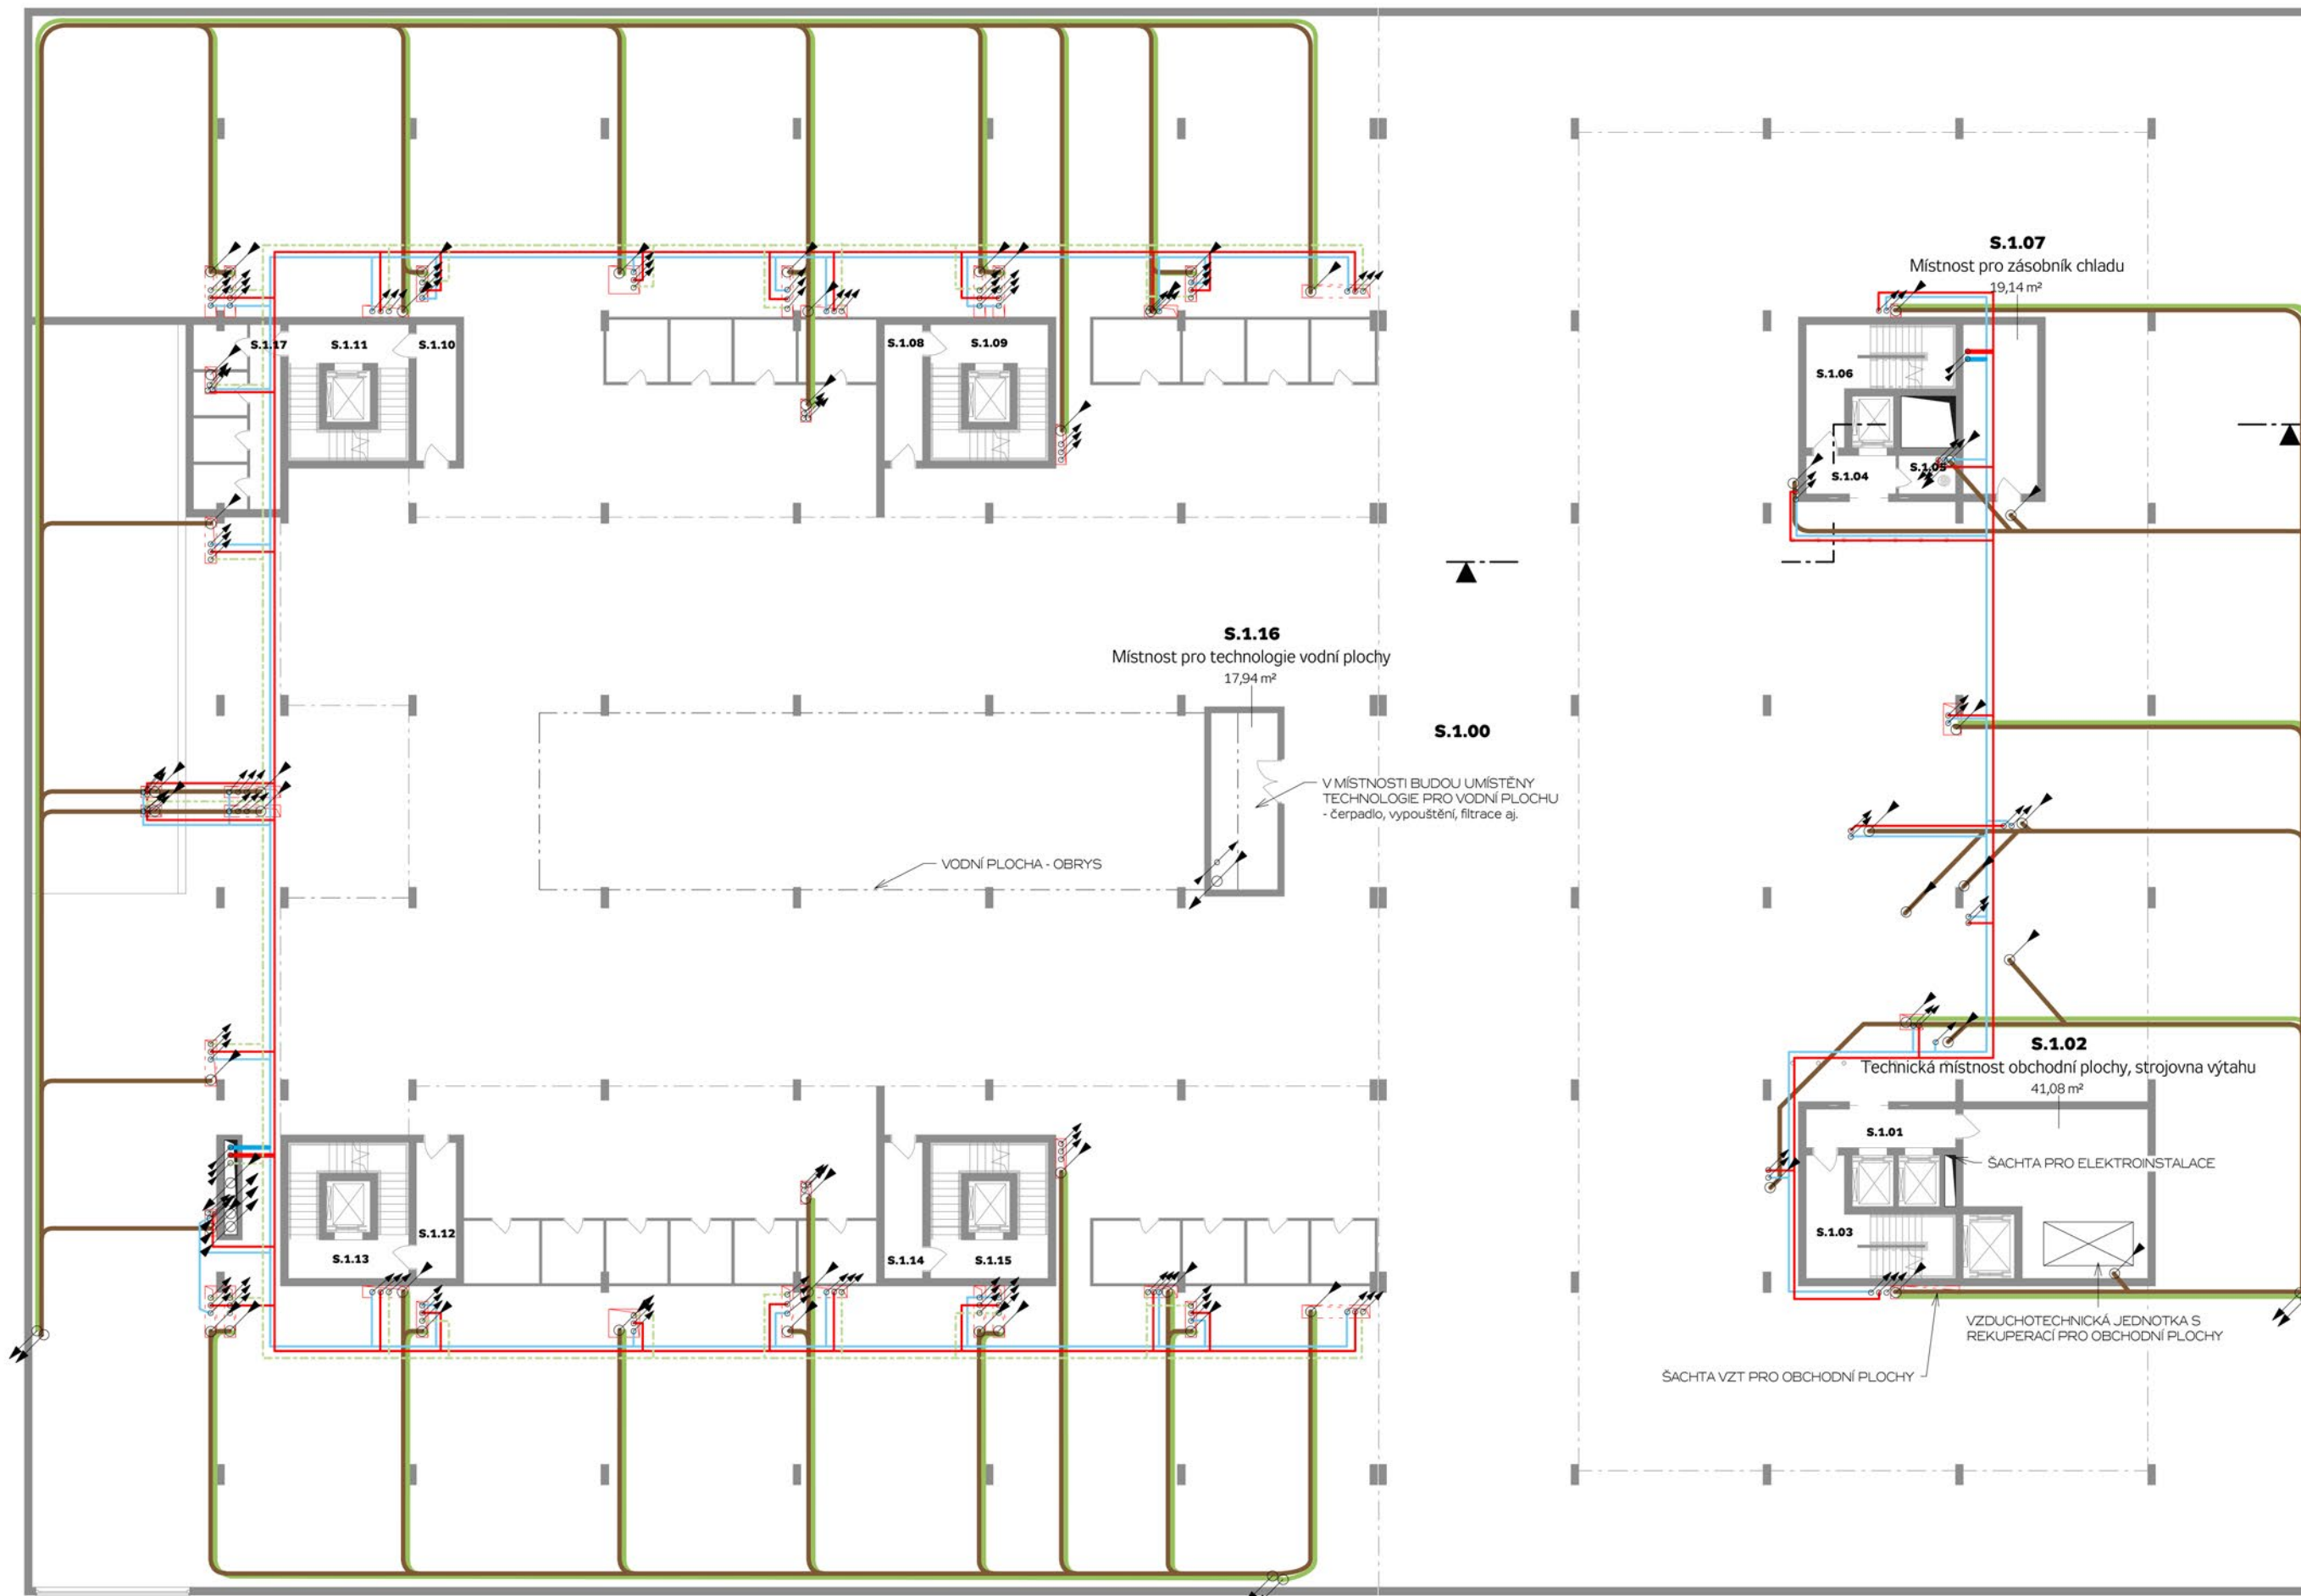 S.1.07
Místnost pro zásobník chladu
19,14 m²
S.1.17
S.1.11
S.1.10
S.1.08
S.1.09
S.1.06
S.1.04
S.1.05
S.1.16
Místnost pro technologie vodní plochy
17,94 m²
S.1.00
V MÍSTNOSTI BUDOU UMÍSTĚNY
TECHNOLOGIE PRO VODNÍ PLOCHU
- čerpadlo, vypouštění, filtrace aj.
VODNÍ PLOCHA - OBRYS
S.1.02
Technická místnost obchodní plochy, strojovna výtahu
41,08 m²
S.1.01
ŠACHTA PRO ELEKTROINSTALACE
S.1.12
S.1.13
S.1.14
S.1.15
S.1.03
VZDUCHOTECHNICKÁ JEDNOTKA S
REKUPERACÍ PRO OBCHODNÍ PLOCHY
ŠACHTA VZT PRO OBCHODNÍ PLOCHY